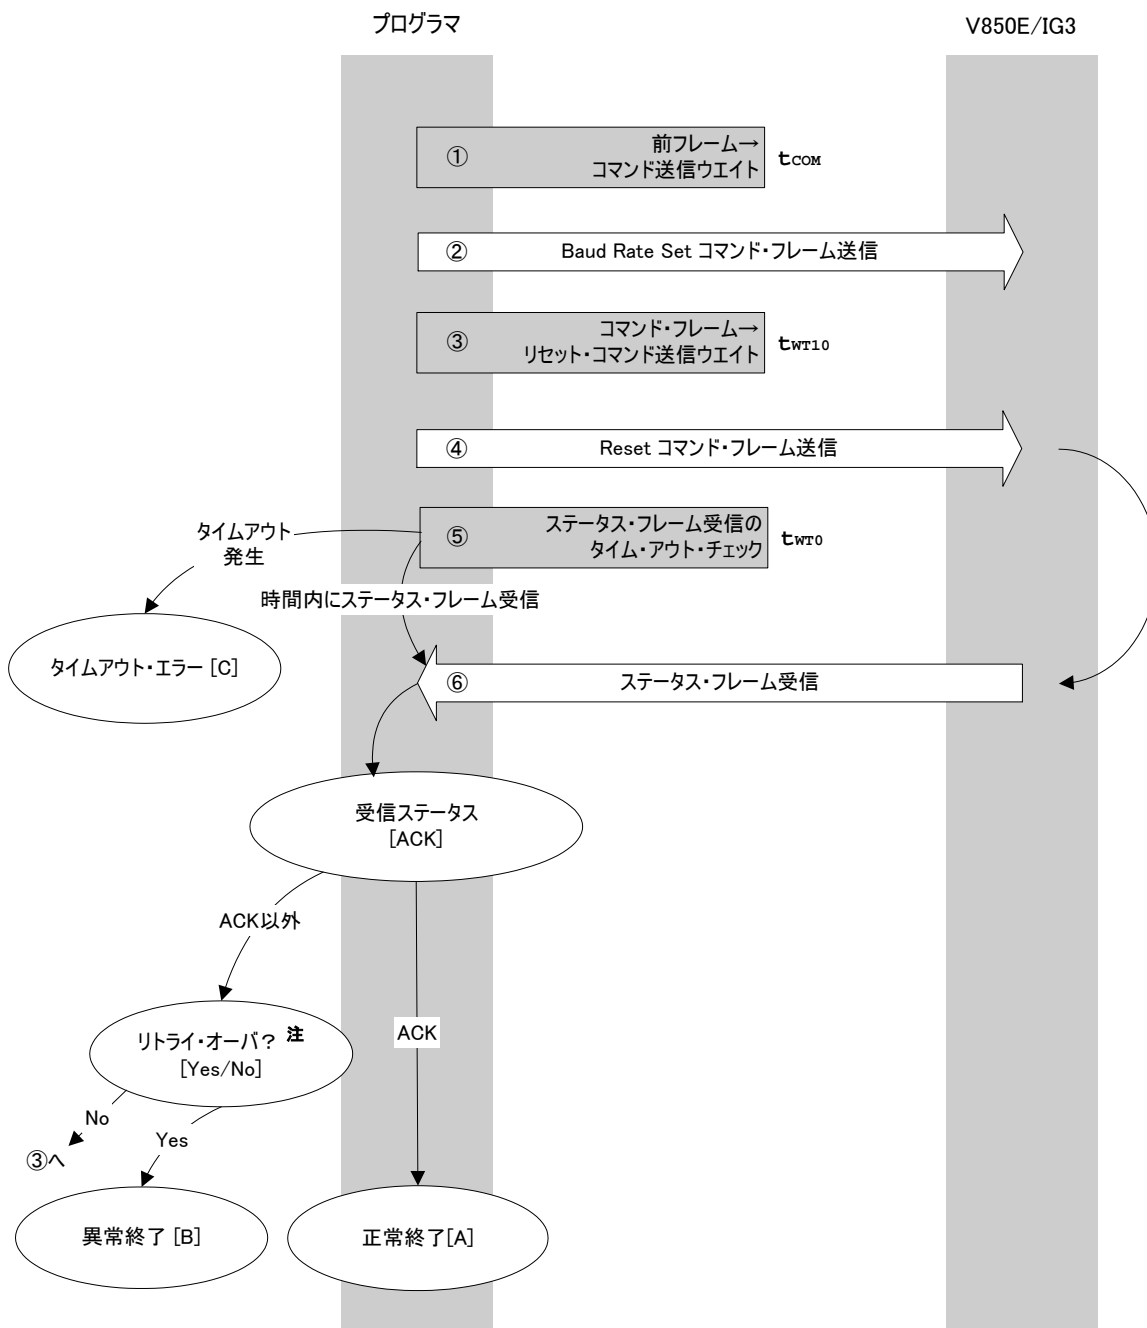 プログラマ
V850E/IG3
① 前フレーム→
コマンド送信ウエイト
tCOM
② Baud Rate Set コマンド・フレーム送信
③ コマンド・フレーム→
リセット・コマンド送信ウエイト
tWT10
④ Reset コマンド・フレーム送信
タイムアウト
発生
⑤ ステータス・フレーム受信の
タイム・アウト・チェック
tWT0
時間内にステータス・フレーム受信
タイムアウト・エラー [C]
⑥ ステータス・フレーム受信
受信ステータス
[ACK]
ACK以外
ACK
リトライ・オーバ？ 注
[Yes/No]
No
Yes
③へ
異常終了 [B]
正常終了[A]